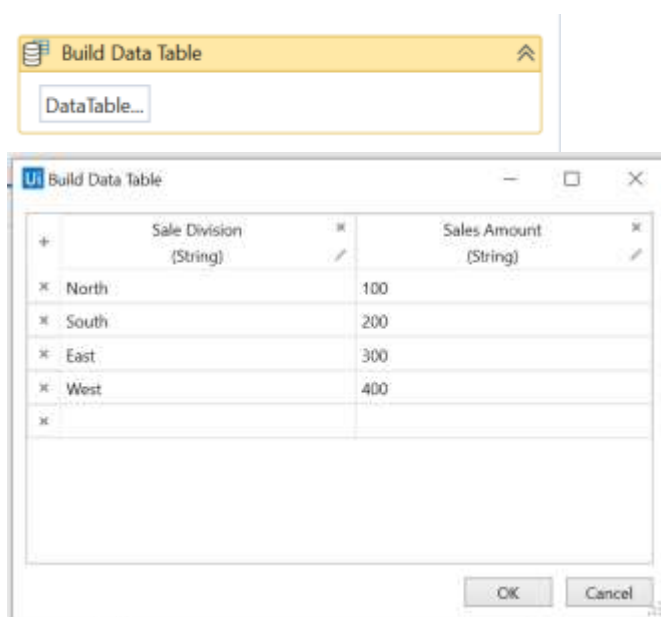 Build Data Table
DataTable...
Ui Build Data Table
Sale Division Sales Amount
(String) (String)
North 100
South 200
East 300
West 400
OK Cancel